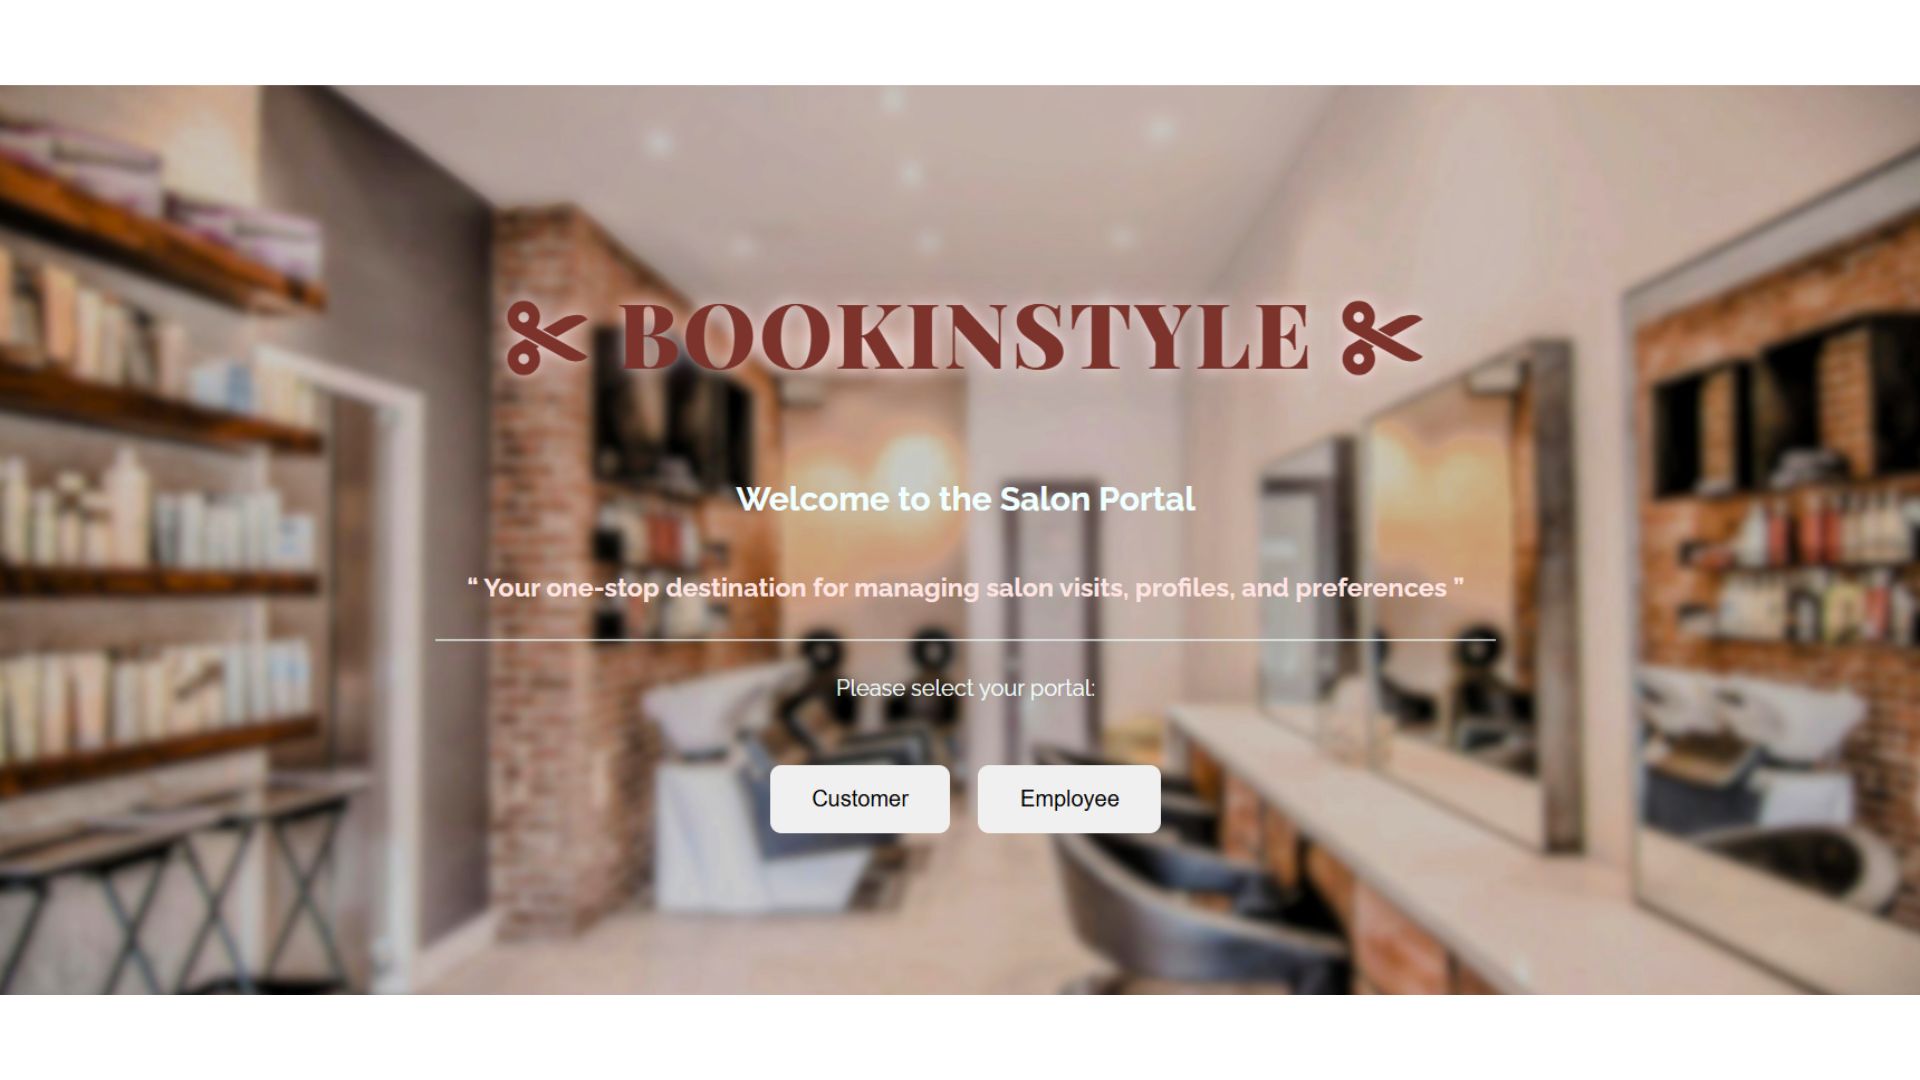 BOOKINSTYLE
Welcome to the Salon Portal
“ Your one-stop destination for managing salon visits, profiles, and preferences ”
Please select your portal:
Customer
Employee